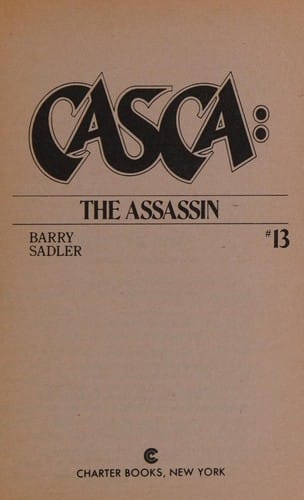 CASCA:
THE ASSASSIN
BARRY
SADLER
#13
CHARTER BOOKS, NEW YORK